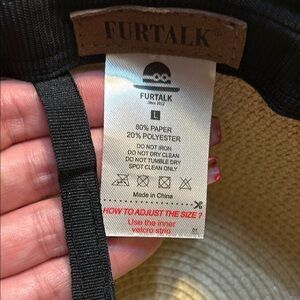 FURTALK
FURTALK
Since 2012
L
80% PAPER
20% POLYESTER
DO NOT IRON
DO NOT DRY CLEAN
DO NOT TUMBLE DRY
SPOT CLEAN ONLY
Made in China
HOW TO ADJUST THE SIZE ?
Use the inner
velcro strip